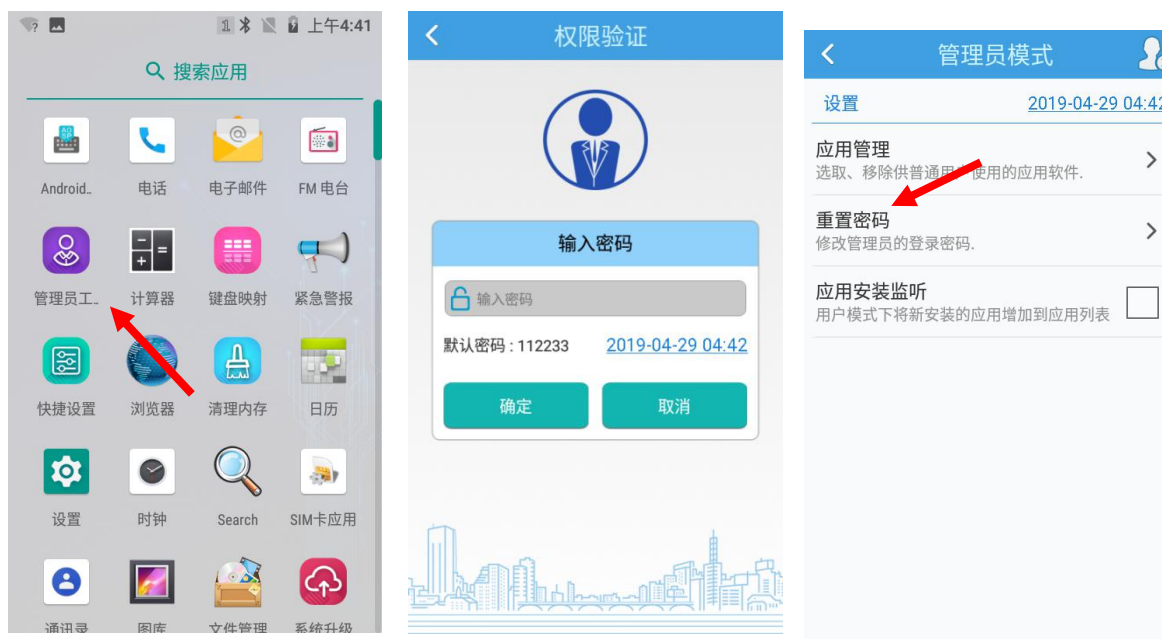 上午4:41
搜索应用
Android..
电话
电子邮件
FM 电台
管理员工..
计算器
键盘映射
紧急警报
快捷设置
浏览器
清理内存
日历
设置
时钟
Search
SIM卡应用
通讯录
图库
文件管理
系统升级
权限验证
输入密码
输入密码
默认密码 : 112233 2019-04-29 04:42
确定
取消
管理员模式
设置 2019-04-29 04:42
应用管理
选取、移除供普通用户使用的应用软件.
重置密码
修改管理员的登录密码.
应用安装监听
用户模式下将新安装的应用增加到应用列表